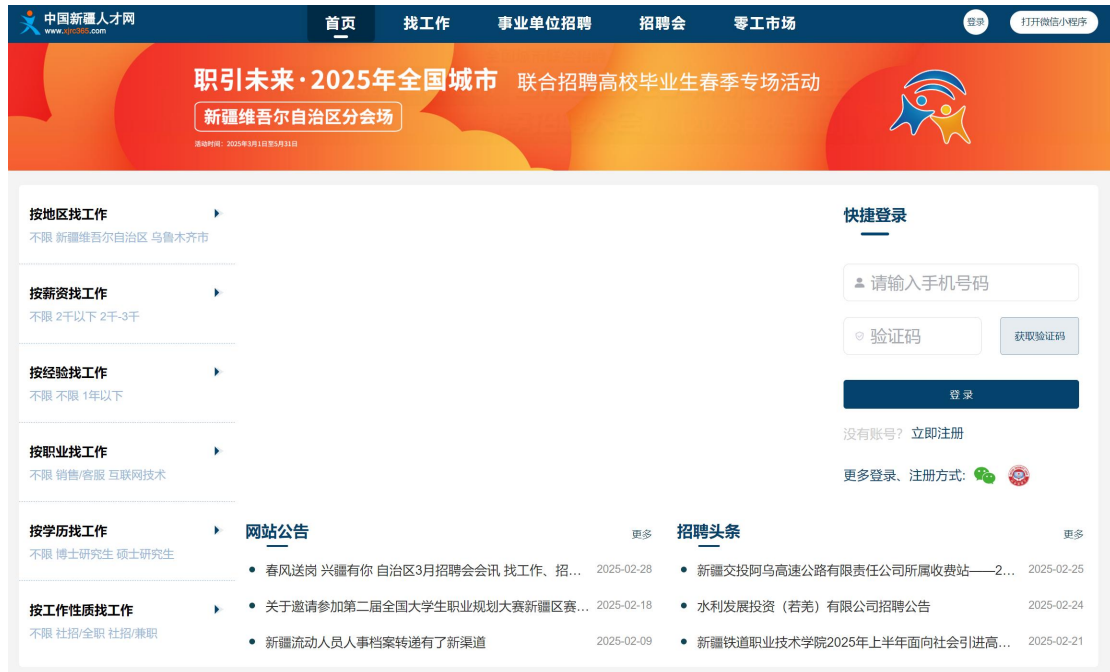 中国新疆人才网
www.xjrc365.com
首页 找工作 事业单位招聘 招聘会 零工市场 登录 打开微信小程序
职引未来·2025年全国城市 联合招聘高校毕业生春季专场活动
新疆维吾尔自治区分会场
活动时间：2025年3月1日至5月31日
按地区找工作
不限 新疆维吾尔自治区 乌鲁木齐市
按薪资找工作
不限 2千以下 2千-3千
按经验找工作
不限 不限 1年以下
按职业找工作
不限 销售/客服 互联网技术
按学历找工作
不限 博士研究生 硕士研究生
按工作性质找工作
不限 社招/全职 社招/兼职
快捷登录
请输入手机号码
验证码 获取验证码
登录
没有账号？ 立即注册
更多登录、注册方式:
网站公告 更多
春风送岗 兴疆有你 自治区3月招聘会会讯 找工作、招... 2025-02-28
关于邀请参加第二届全国大学生职业规划大赛新疆区赛... 2025-02-18
新疆流动人员人事档案转递有了新渠道 2025-02-09
招聘头条 更多
新疆交投阿乌高速公路有限责任公司所属收费站——2... 2025-02-25
水利发展投资（若羌）有限公司招聘公告 2025-02-24
新疆铁道职业技术学院2025年上半年面向社会引进高... 2025-02-21